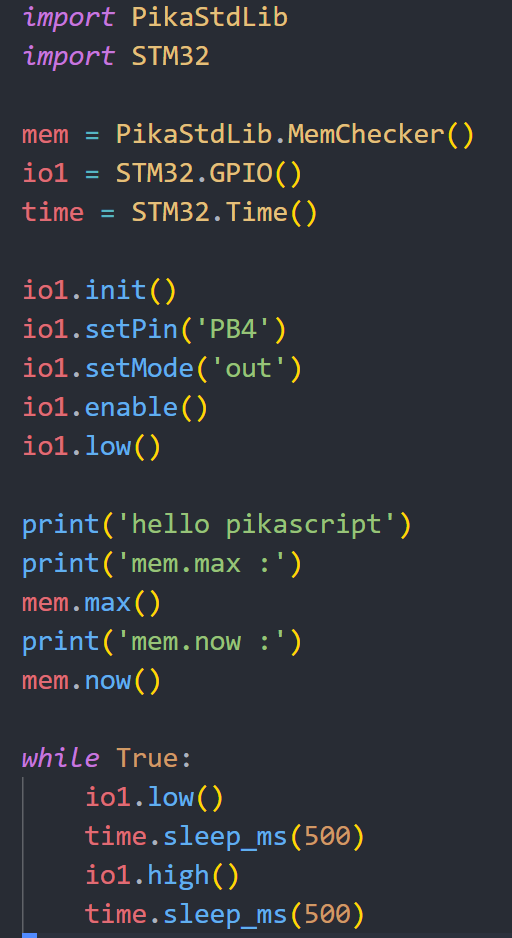 import PikaStdLib
import STM32

mem = PikaStdLib.MemChecker()
io1 = STM32.GPIO()
time = STM32.Time()

io1.init()
io1.setPin('PB4')
io1.setMode('out')
io1.enable()
io1.low()

print('hello pikascript')
print('mem.max :')
mem.max()
print('mem.now :')
mem.now()

while True:
    io1.low()
    time.sleep_ms(500)
    io1.high()
    time.sleep_ms(500)